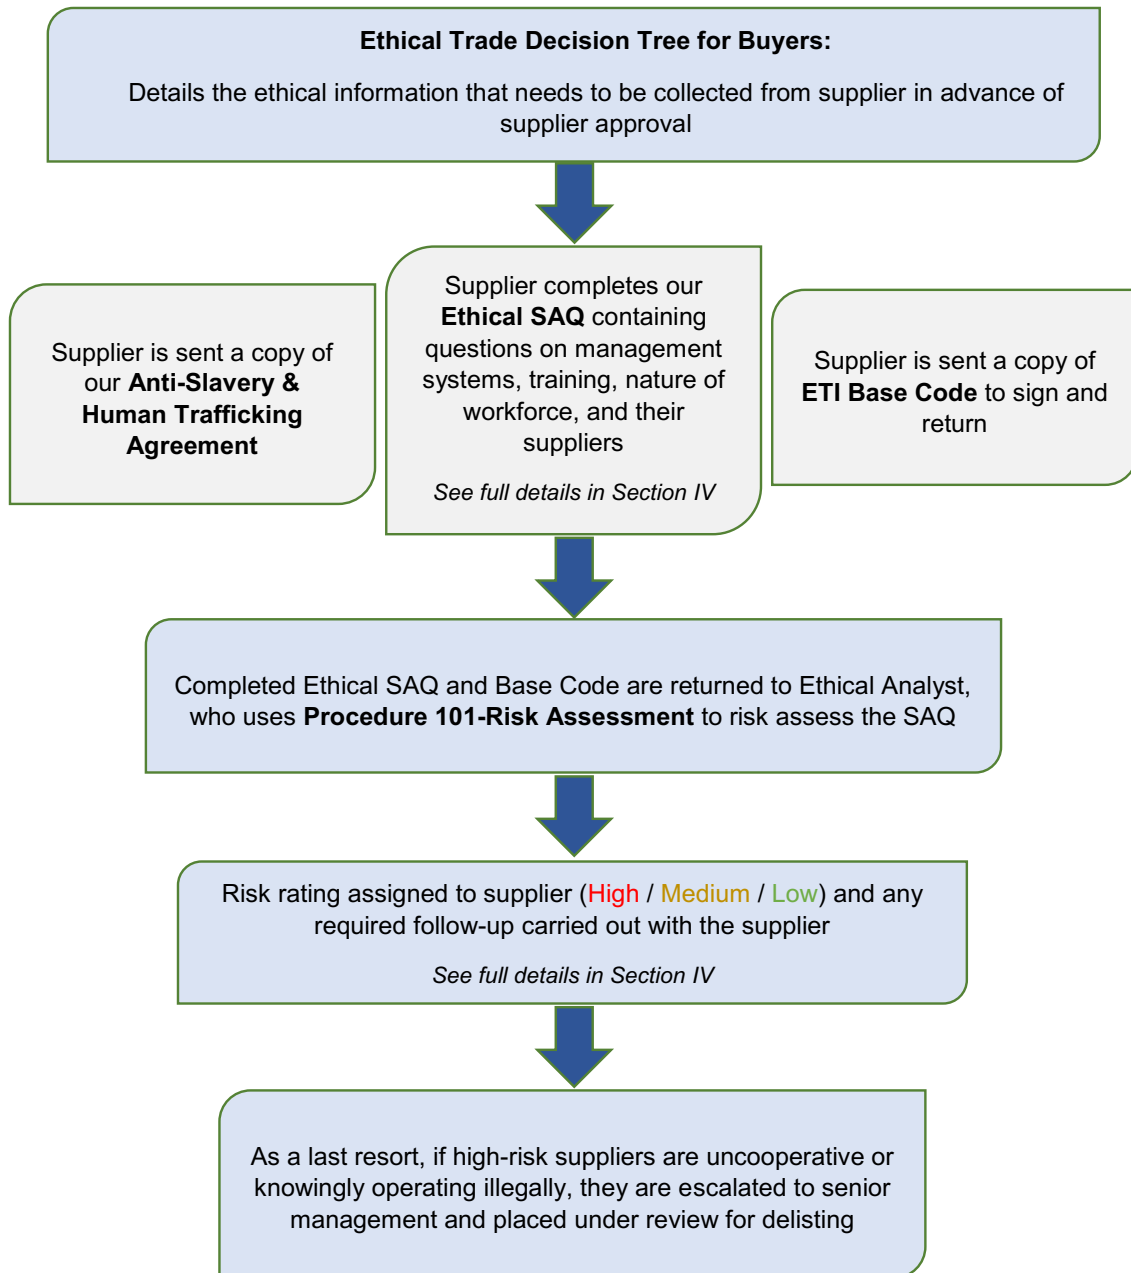 Ethical Trade Decision Tree for Buyers:
Details the ethical information that needs to be collected from supplier in advance of
supplier approval
Supplier is sent a copy of
our Anti-Slavery &
Human Trafficking
Agreement
Supplier completes our
Ethical SAQ containing
questions on management
systems, training, nature of
workforce, and their
suppliers
See full details in Section IV
Supplier is sent a copy of
ETI Base Code to sign and
return
Completed Ethical SAQ and Base Code are returned to Ethical Analyst,
who uses Procedure 101-Risk Assessment to risk assess the SAQ
Risk rating assigned to supplier (High / Medium / Low) and any
required follow-up carried out with the supplier
See full details in Section IV
As a last resort, if high-risk suppliers are uncooperative or
knowingly operating illegally, they are escalated to senior
management and placed under review for delisting